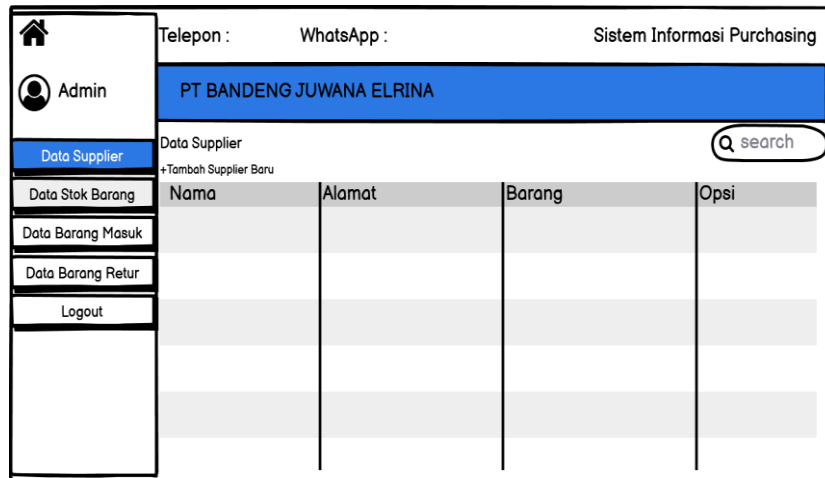 Telepon : WhatsApp : Sistem Informasi Purchasing
Admin
PT BANDENG JUWANA ELRINA
Data Supplier
Data Stok Barang
Data Barang Masuk
Data Barang Retur
Logout
Data Supplier
search
+Tambah Supplier Baru
Nama Alamat Barang Opsi